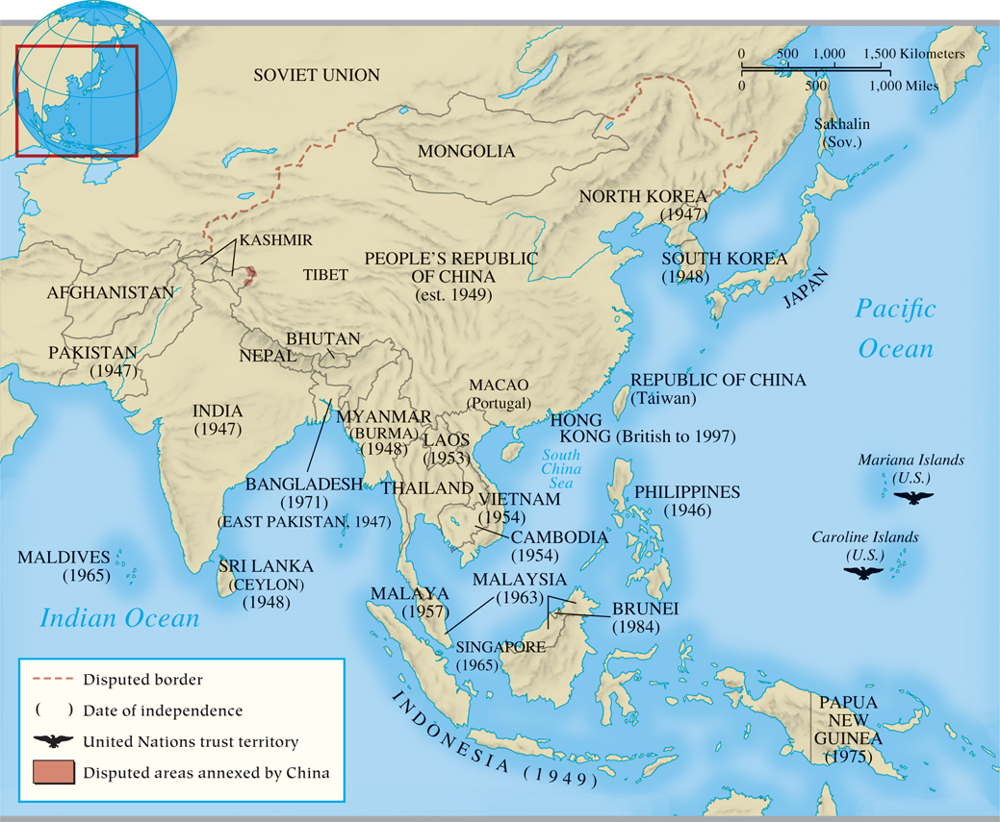 0 500 1,000 1,500 Kilometers
0 500 1,000 Miles
SOVIET UNION
Sakhalin
(Sov.)
MONGOLIA
NORTH KOREA
(1947)
KASHMIR
PEOPLE'S REPUBLIC
OF CHINA
(est. 1949)
TIBET
SOUTH KOREA
(1948)
JAPAN
AFGHANISTAN
Pacific
Ocean
BHUTAN
NEPAL
PAKISTAN
(1947)
MACAO
(Portugal)
REPUBLIC OF CHINA
(Taiwan)
INDIA
(1947)
MYANMAR
(BURMA)
(1948)
LAOS
(1953)
HONG
KONG (British to 1997)
South
China
Sea
Mariana Islands
(U.S.)
BANGLADESH
(1971)
(EAST PAKISTAN, 1947)
THAILAND
VIETNAM
(1954)
PHILIPPINES
(1946)
CAMBODIA
(1954)
Caroline Islands
(U.S.)
MALDIVES
(1965)
SRI LANKA
(CEYLON)
(1948)
MALAYA
(1957)
MALAYSIA
(1963)
BRUNEI
(1984)
Indian Ocean
SINGAPORE
(1965)
INDONESIA (1949)
PAPUA
NEW
GUINEA
(1975)
Disputed border
( ) Date of independence
United Nations trust territory
Disputed areas annexed by China